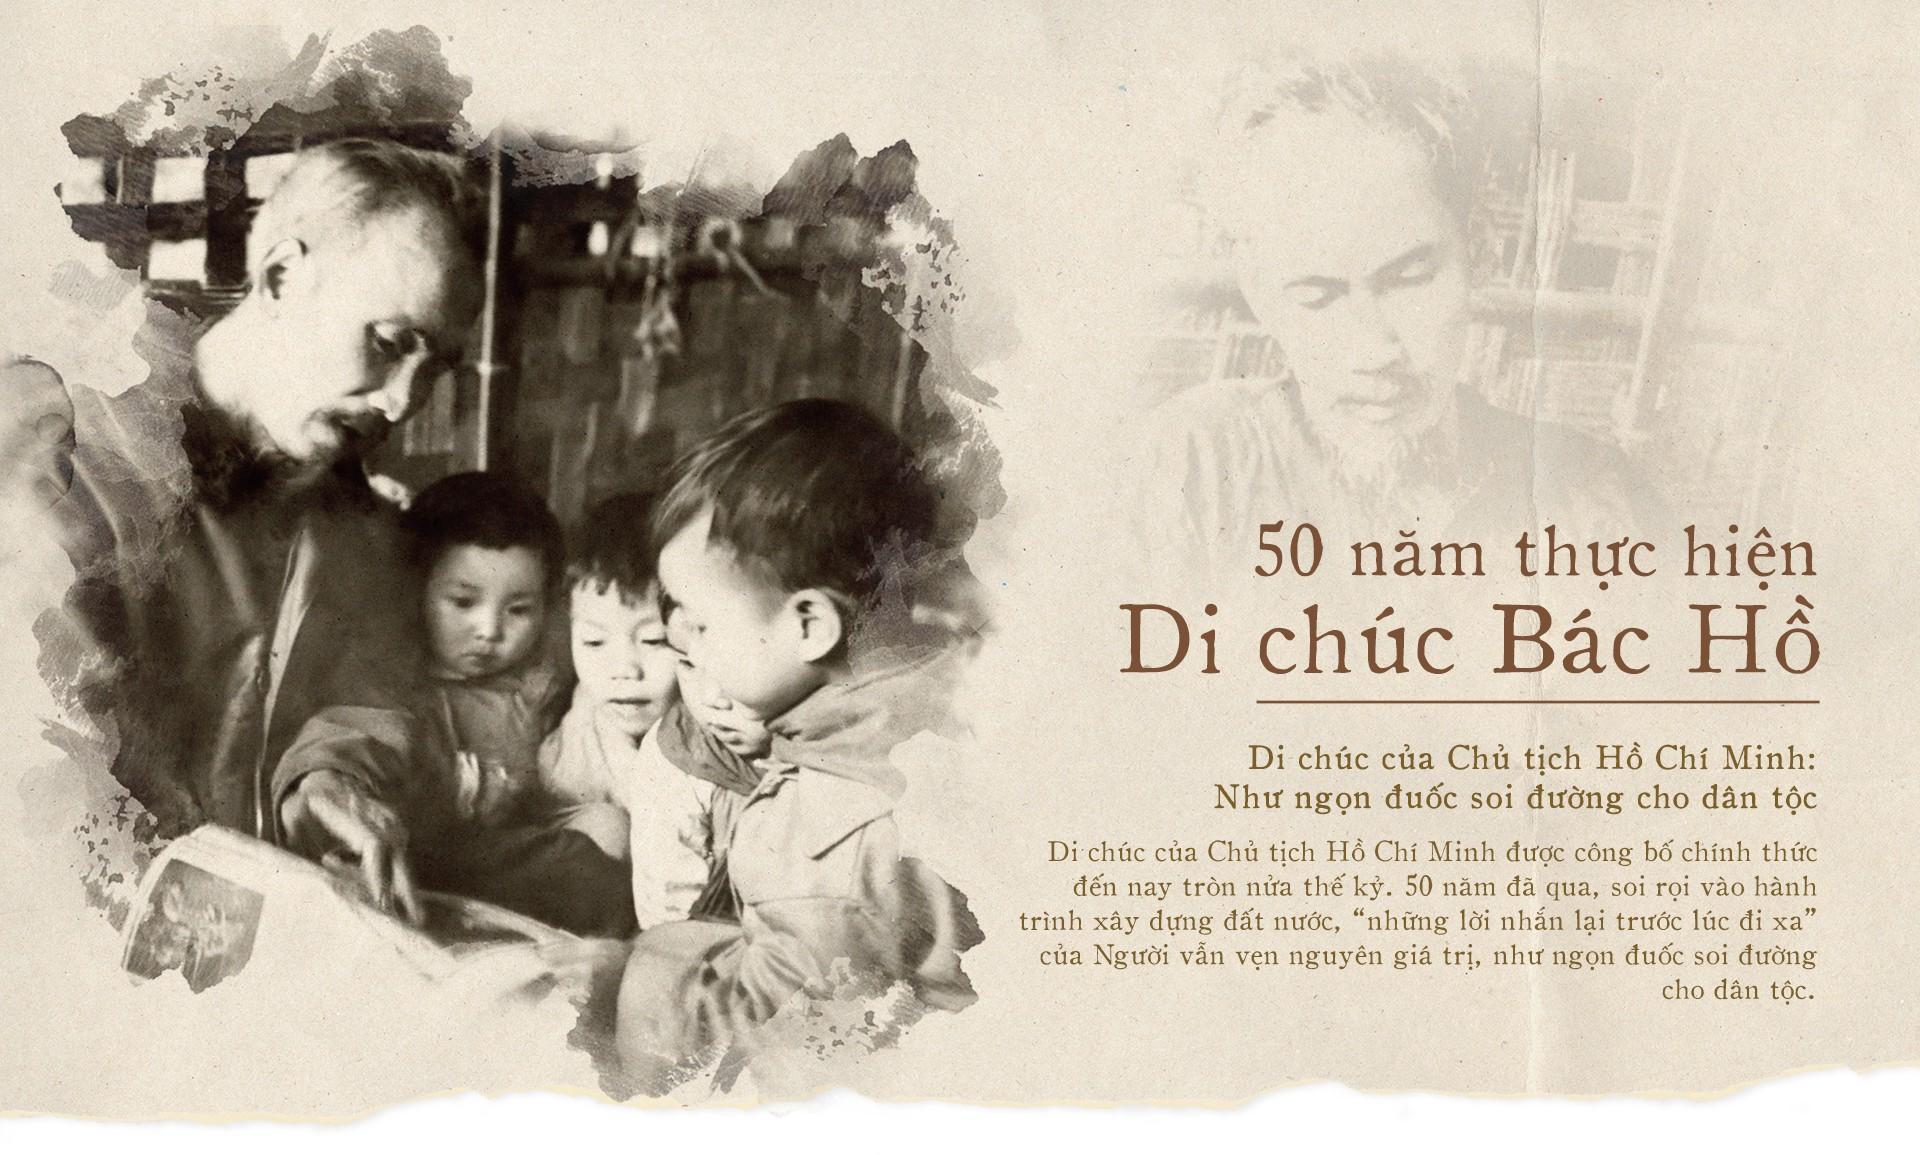 50 năm thực hiện
Di chúc Bác Hồ
Di chúc của Chủ tịch Hồ Chí Minh:
Như ngọn đuốc soi đường cho dân tộc
Di chúc của Chủ tịch Hồ Chí Minh được công bố chính thức
đến nay tròn nửa thế kỷ. 50 năm đã qua, soi rọi vào hành
trình xây dựng đất nước, “những lời nhắn lại trước lúc đi xa”
của Người vẫn vẹn nguyên giá trị, như ngọn đuốc soi đường
cho dân tộc.